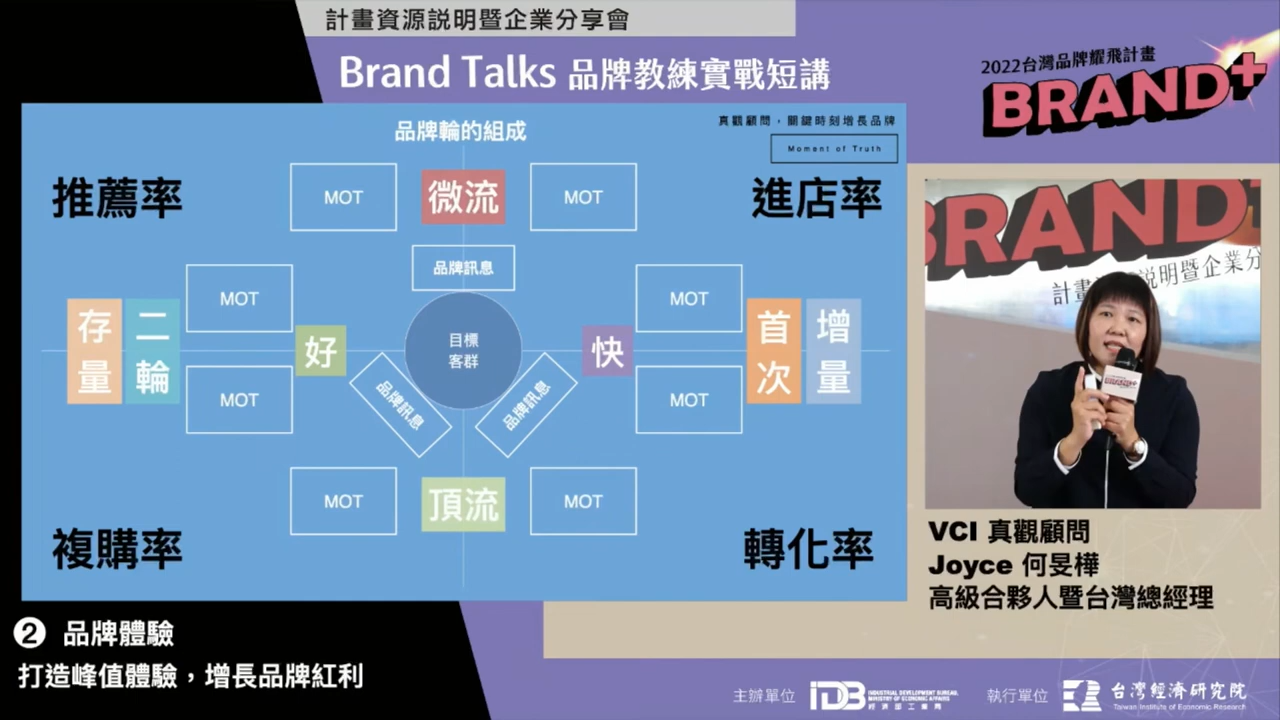 計畫資源説明暨企業分享會
Brand Talks 品牌教練實戰短講
2022台灣品牌耀飛計畫
BRAND+
品牌輪的組成
真觀顧問，關鍵時刻增長品牌
Moment of Truth
推薦率
MOT
微流
MOT
進店率
品牌訊息
MOT
MOT
存量
二輪
好
目標
客群
快
首次
增量
MOT
品牌訊息
品牌訊息
MOT
MOT
頂流
MOT
複購率
轉化率
BRAND+
計畫資源説明暨企業分
VCI 真觀顧問
Joyce 何旻樺
高級合夥人暨台灣總經理
2 品牌體驗
打造峰值體驗，增長品牌紅利
主辦單位
IDB
INDUSTRIAL DEVELOPMENT BUREAU,
MINISTRY OF ECONOMIC AFFAIRS
經濟部工業局
執行單位
台灣經濟研究院
Taiwan Institute of Economic Research